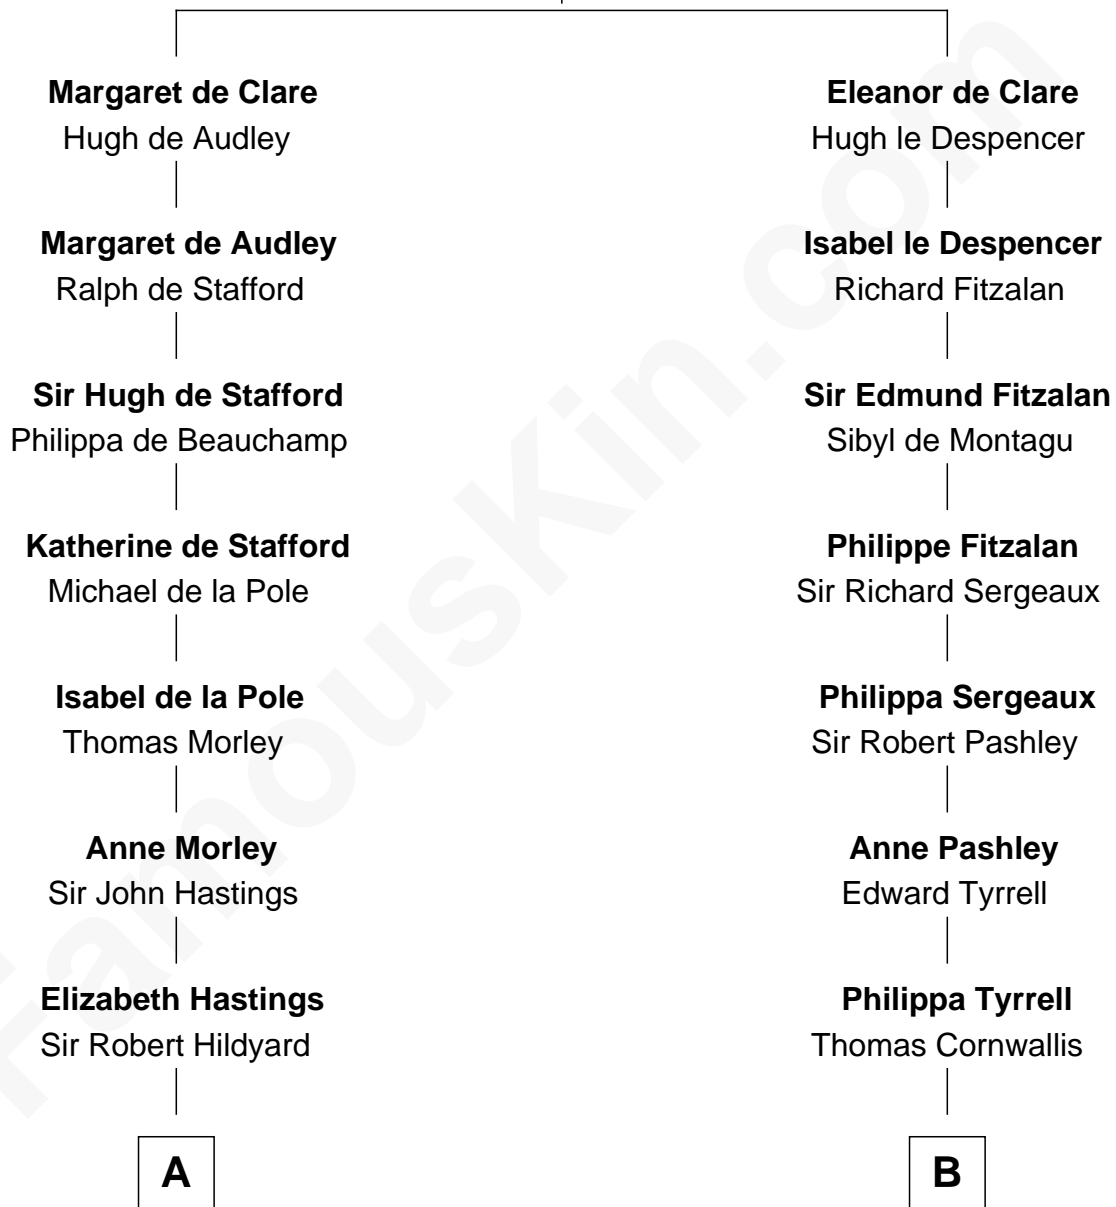 Margaret de Clare
Hugh de Audley
Margaret de Audley
Ralph de Stafford
Sir Hugh de Stafford
Philippa de Beauchamp
Katherine de Stafford
Michael de la Pole
Isabel de la Pole
Thomas Morley
Anne Morley
Sir John Hastings
Elizabeth Hastings
Sir Robert Hildyard
A
Eleanor de Clare
Hugh le Despencer
Isabel le Despencer
Richard Fitzalan
Sir Edmund Fitzalan
Sibyl de Montagu
Philippe Fitzalan
Sir Richard Sergeaux
Philippa Sergeaux
Sir Robert Pashley
Anne Pashley
Edward Tyrrell
Philippa Tyrrell
Thomas Cornwallis
B
FamousKin.com